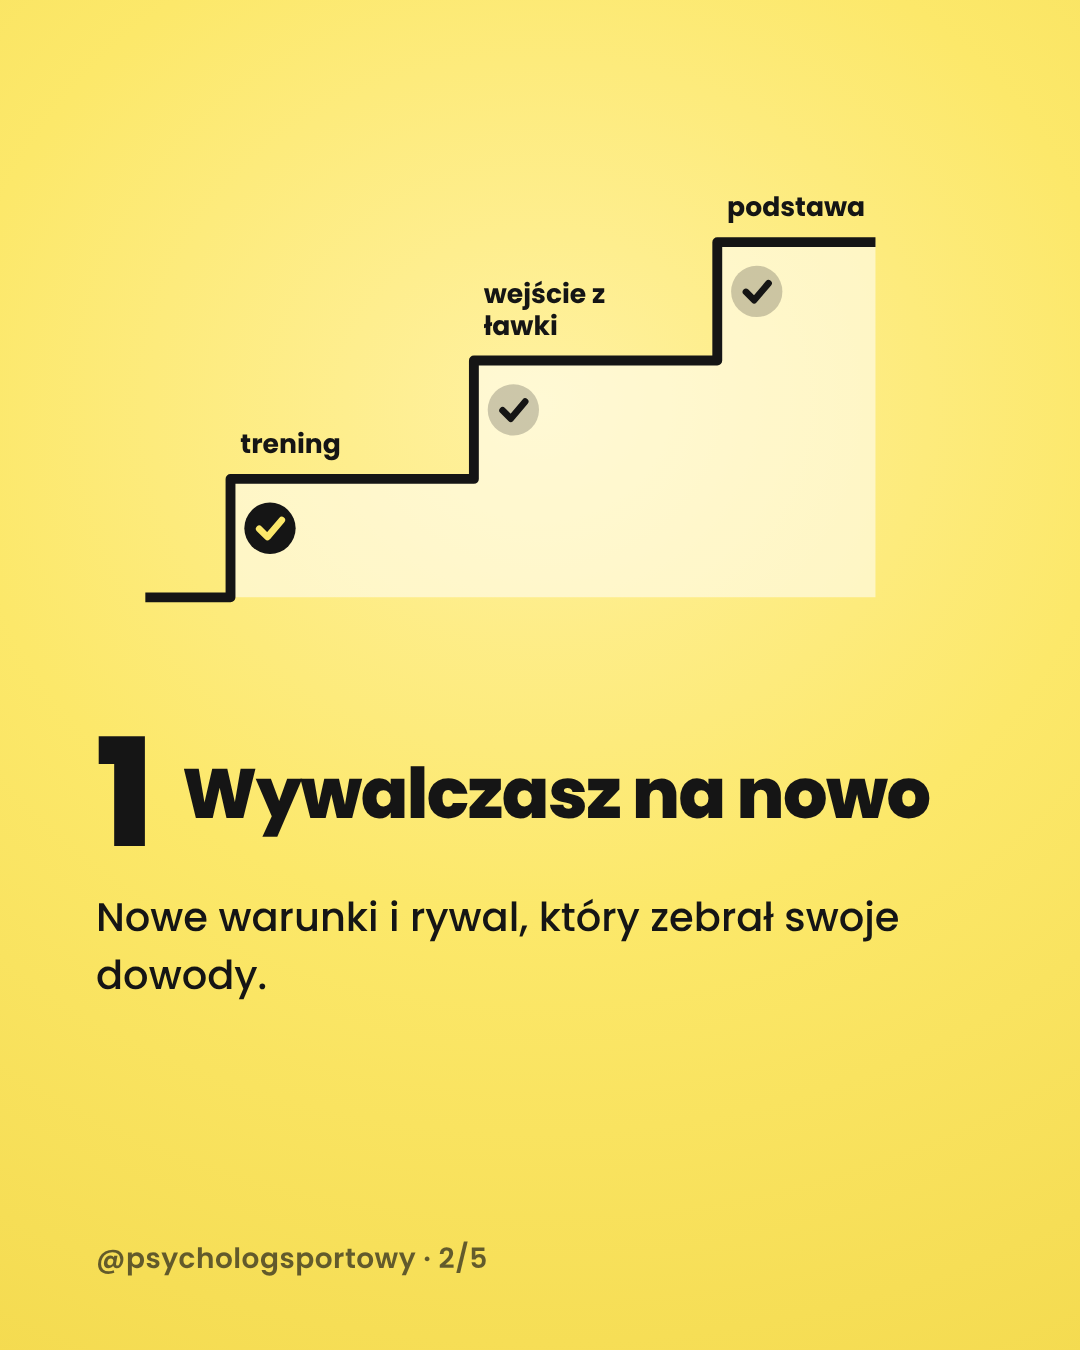 podstawa
wejście z
ławki
trening
1 Wywalczasz na nowo
Nowe warunki i rywal, który zebrał swoje
dowody.
@psychologsportowy · 2/5